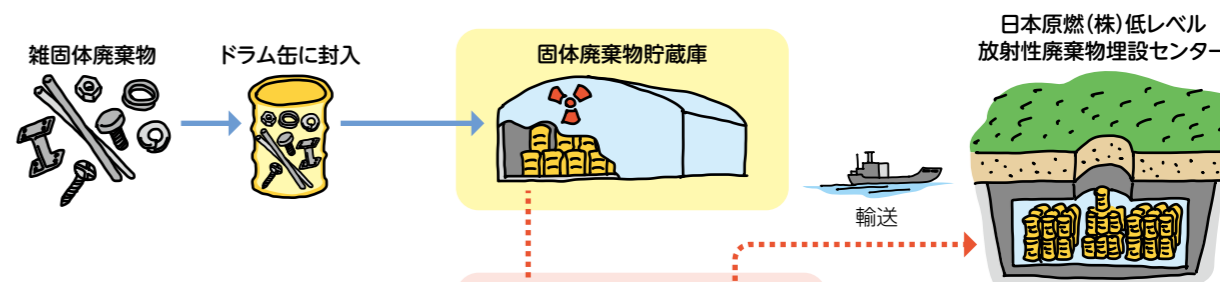 雑固体廃棄物
ドラム缶に封入
固体廃棄物貯蔵庫
日本原燃(株)低レベル
放射性廃棄物埋設センター
輸送